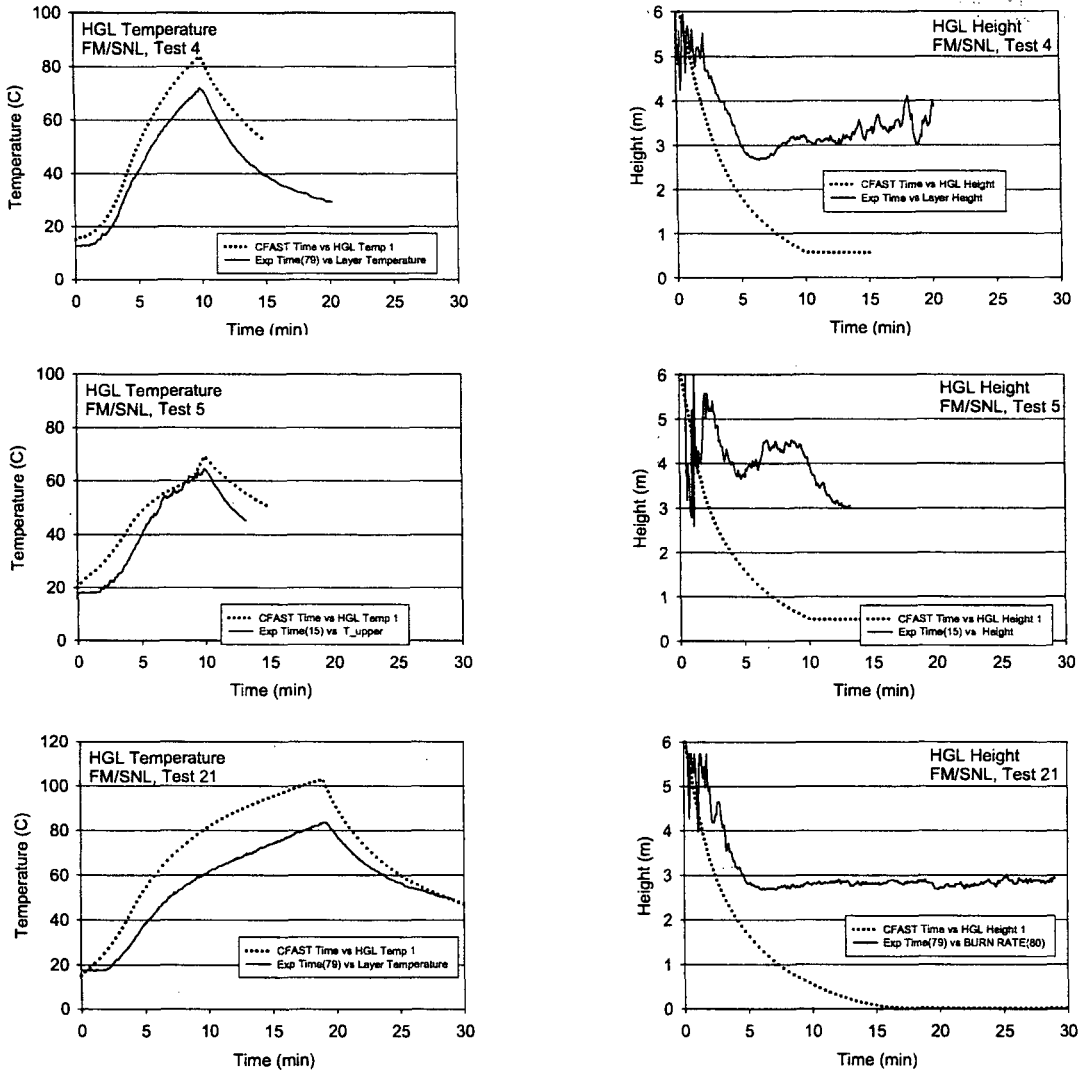 HGL Temperature
FM/SNL, Test 4
Temperature (C)
100
80
60
40
20
0
CFAST Time vs HGL Temp 1
Exp Time(79) vs Layer Temperature
0 5 10 15 20 25 30
Time (min)
HGL Height
FM/SNL, Test 4
Height (m)
6
5
4
3
2
1
0
CFAST Time vs HGL Height
Exp Time vs Layer Height
0 5 10 15 20 25 30
Time (min)
HGL Temperature
FM/SNL, Test 5
Temperature (C)
100
80
60
40
20
0
CFAST Time vs HGL Temp 1
Exp Time(15) vs T_upper
0 5 10 15 20 25 30
Time (min)
HGL Height
FM/SNL, Test 5
Height (m)
6
5
4
3
2
1
0
CFAST Time vs HGL Height 1
Exp Time(15) vs Height
0 5 10 15 20 25 30
Time (min)
HGL Temperature
FM/SNL, Test 21
Temperature (C)
120
100
80
60
40
20
0
CFAST Time vs HGL Temp 1
Exp Time(79) vs Layer Temperature
0 5 10 15 20 25 30
Time (min)
HGL Height
FM/SNL, Test 21
Height (m)
6
5
4
3
2
1
0
CFAST Time vs HGL Height 1
Exp Time(79) vs BURN RATE(80)
0 5 10 15 20 25 30
Time (min)